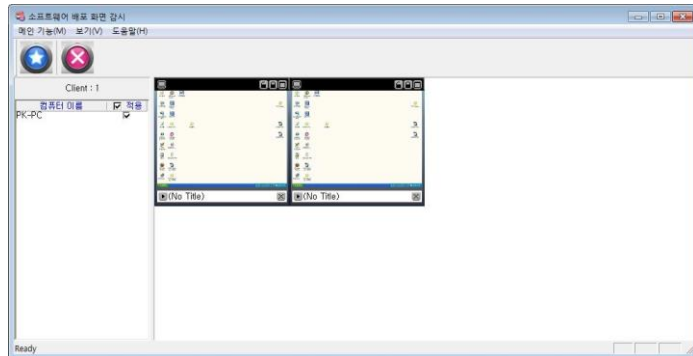 소프트웨어 배포 화면 감시
메인 기능(M) 보기(V) 도움말(H)
Client : 1
컴퓨터 이름 적용
PK-PC
(No Title)
(No Title)
Ready